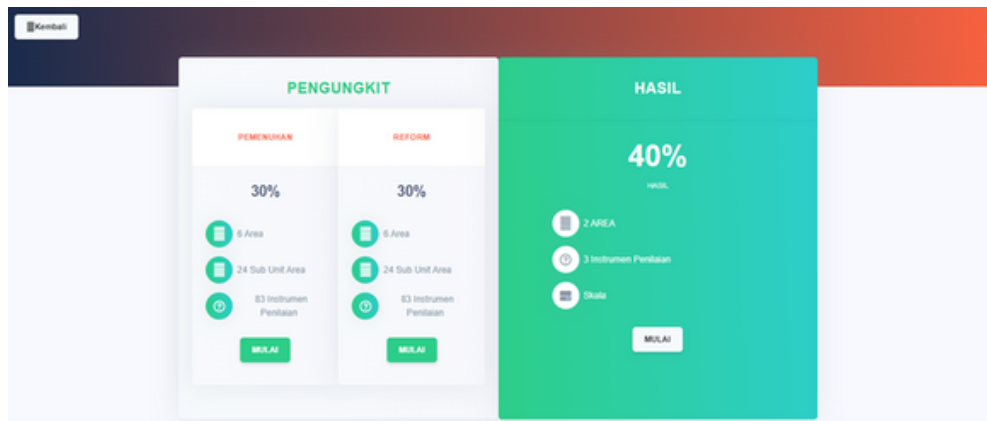 Kembali
PENGUNGKIT
PEMENUHAN
30%
6 Area
24 Sub Unit Area
83 Instrumen
Penilaian
MULAI
REFORM
30%
6 Area
24 Sub Unit Area
83 Instrumen
Penilaian
MULAI
HASIL
40%
HASIL
2 AREA
3 Instrumen Penilaian
Skala
MULAI